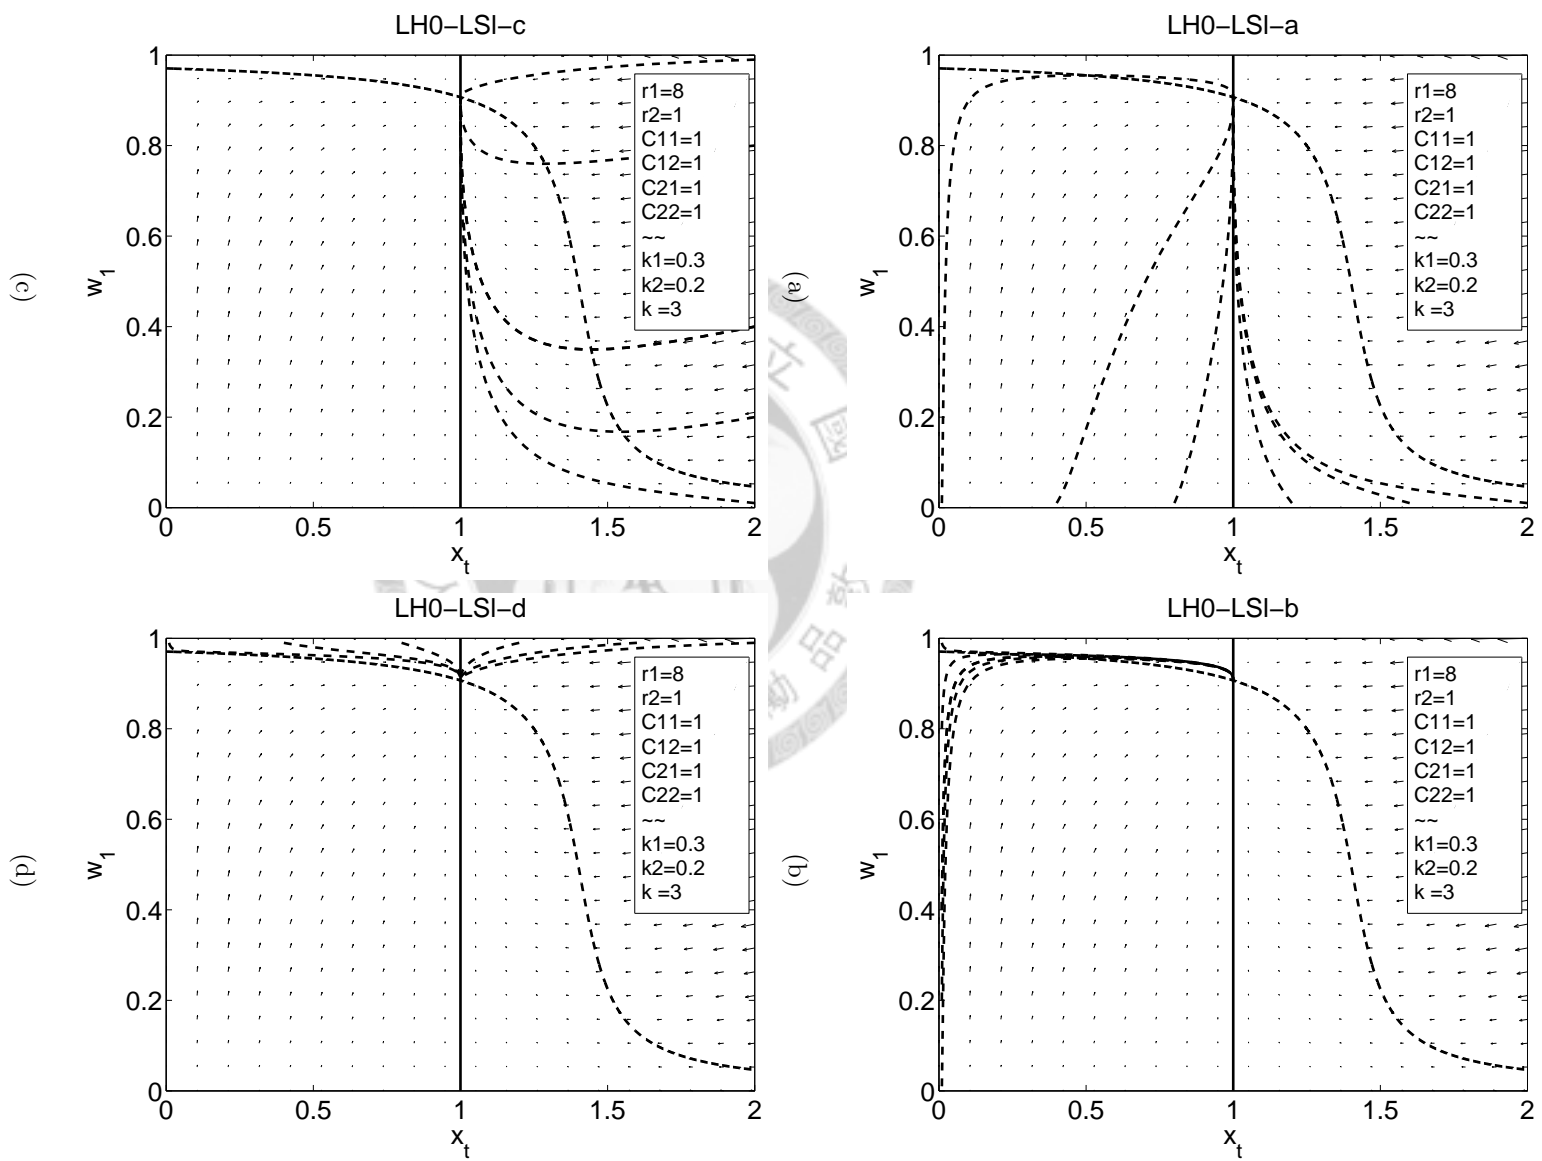 LH0−LSI−c
1
0.8
0.6
0.4
0.2
0
0
0.5
1
1.5
2
w1
xt
r1=8
r2=1
C11=1
C12=1
C21=1
C22=1
~~
k1=0.3
k2=0.2
k =3
(c)
LH0−LSI−a
1
0.8
0.6
0.4
0.2
0
0
0.5
1
1.5
2
w1
xt
r1=8
r2=1
C11=1
C12=1
C21=1
C22=1
~~
k1=0.3
k2=0.2
k =3
(a)
立
國
LH0−LSI−d
1
0.8
0.6
0.4
0.2
0
0
0.5
1
1.5
2
w1
xt
r1=8
r2=1
C11=1
C12=1
C21=1
C22=1
~~
k1=0.3
k2=0.2
k =3
(d)
LH0−LSI−b
1
0.8
0.6
0.4
0.2
0
0
0.5
1
1.5
2
w1
xt
r1=8
r2=1
C11=1
C12=1
C21=1
C22=1
~~
k1=0.3
k2=0.2
k =3
(b)
品
勵